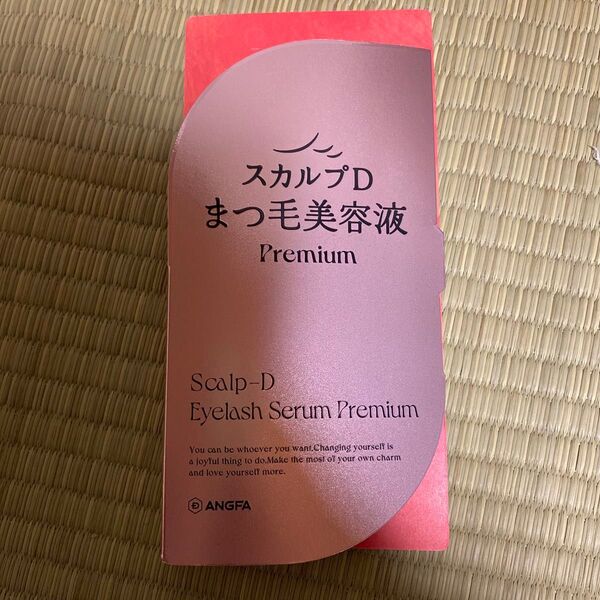 スカルプD
まつ毛美容液
Premium
Scalp-D
Eyelash Serum Premium
You can be whoever you want.Changing yourself is
a joyful thing to do.Make the most of your own charm
and love yourself more.
ANGFA